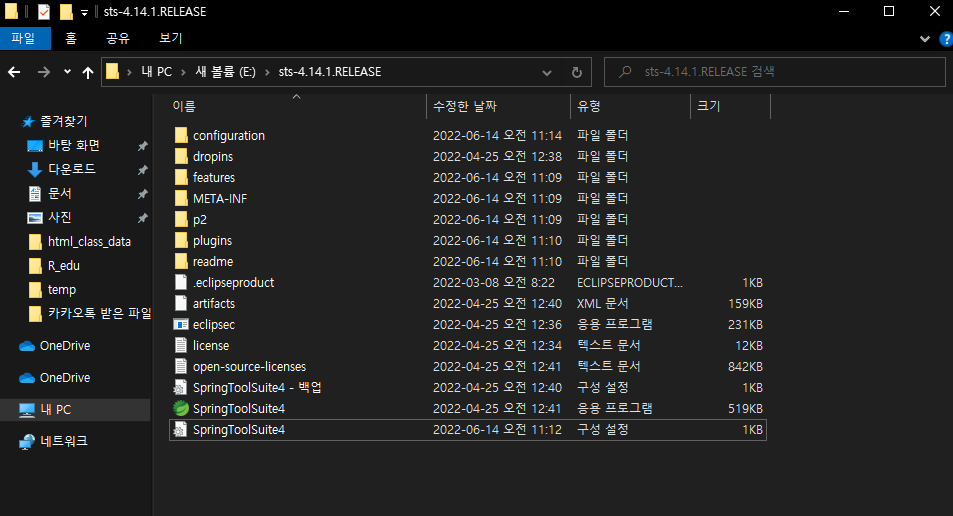 sts-4.14.1.RELEASE
파일 홈 공유 보기
내 PC 새 볼륨 (E:) sts-4.14.1.RELEASE sts-4.14.1.RELEASE 검색
이름 수정한 날짜 유형 크기
즐겨찾기
바탕 화면
다운로드
문서
사진
html_class_data
R_edu
temp
카카오톡 받은 파일
OneDrive
OneDrive
내 PC
네트워크
configuration 2022-06-14 오전 11:14 파일 폴더
dropins 2022-04-25 오전 12:38 파일 폴더
features 2022-06-14 오전 11:09 파일 폴더
META-INF 2022-06-14 오전 11:09 파일 폴더
p2 2022-06-14 오전 11:09 파일 폴더
plugins 2022-06-14 오전 11:10 파일 폴더
readme 2022-06-14 오전 11:10 파일 폴더
.eclipseproduct 2022-03-08 오전 8:22 ECLIPSEPRODUCT... 1KB
artifacts 2022-04-25 오전 12:40 XML 문서 159KB
eclipsec 2022-04-25 오전 12:36 응용 프로그램 231KB
license 2022-04-25 오전 12:34 텍스트 문서 12KB
open-source-licenses 2022-04-25 오전 12:41 텍스트 문서 842KB
SpringToolSuite4 - 백업 2022-04-25 오전 12:40 구성 설정 1KB
SpringToolSuite4 2022-04-25 오전 12:41 응용 프로그램 519KB
SpringToolSuite4 2022-06-14 오전 11:12 구성 설정 1KB